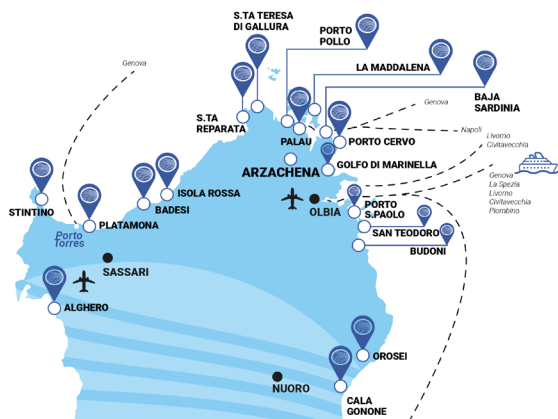 S.TA TERESA
DI GALLURA
PORTO
POLLO
LA MADDALENA
Genova
BAJA
SARDINIA
Genova
S.TA
REPARATA
PALAU
PORTO CERVO
Napoli
Livorno
Civitavecchia
ARZACHENA
GOLFO DI MARINELLA
Genova
La Spezia
Livorno
Civitavecchia
Piombino
ISOLA ROSSA
BADESI
STINTINO
PLATAMONA
OLBIA
PORTO
S.PAOLO
Porto
Torres
SAN TEODORO
BUDONI
SASSARI
ALGHERO
OROSEI
NUORO
CALA
GONONE